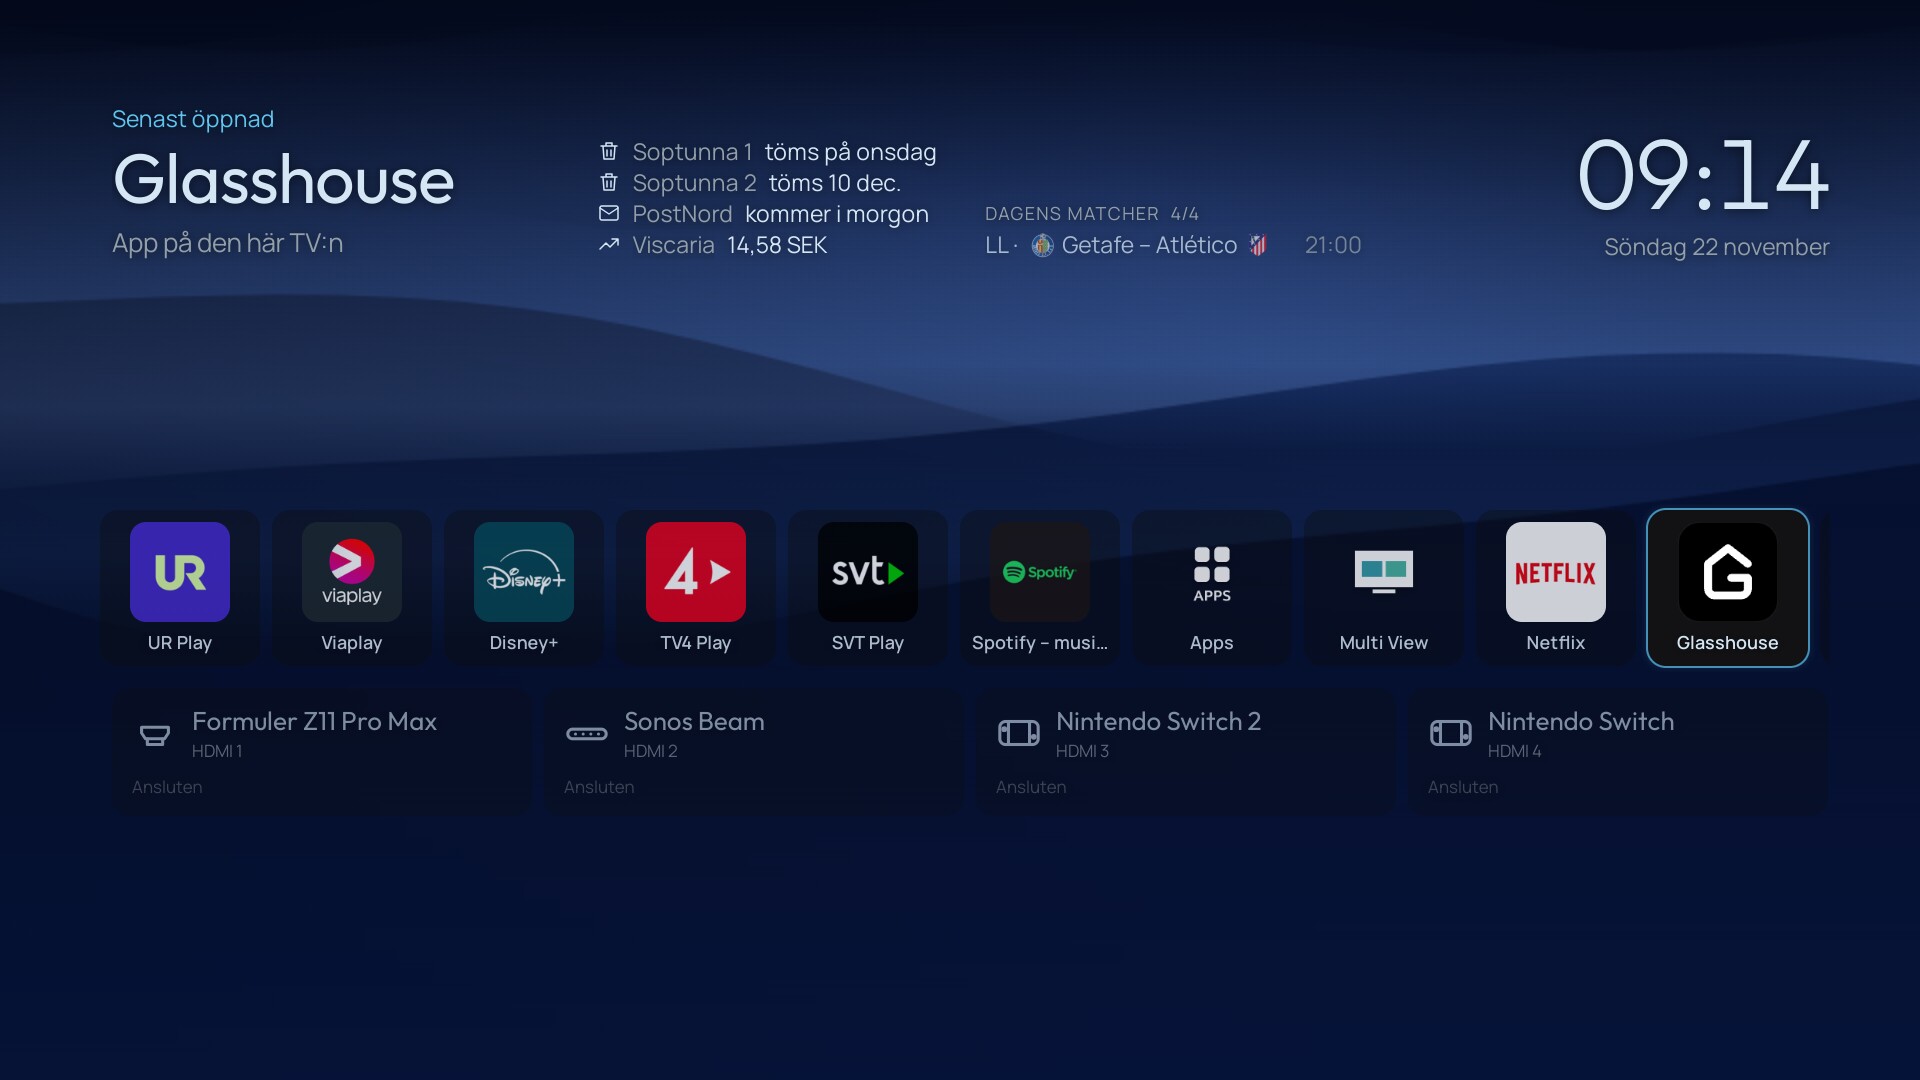 Senast öppnad
Glasshouse
App på den här TV:n
Soptunna 1 töms på onsdag
Soptunna 2 töms 10 dec.
PostNord kommer i morgon
Viscaria 14,58 SEK
DAGENS MATCHER 4/4
LL · Getafe – Atlético 21:00
09:14
Söndag 22 november
UR
UR Play
viaplay
Viaplay
Disney+
Disney+
4
TV4 Play
svt
SVT Play
Spotify
Spotify – musi...
APPS
Apps
Multi View
NETFLIX
Netflix
G
Glasshouse
Formuler Z11 Pro Max
HDMI 1
Ansluten
Sonos Beam
HDMI 2
Ansluten
Nintendo Switch 2
HDMI 3
Ansluten
Nintendo Switch
HDMI 4
Ansluten